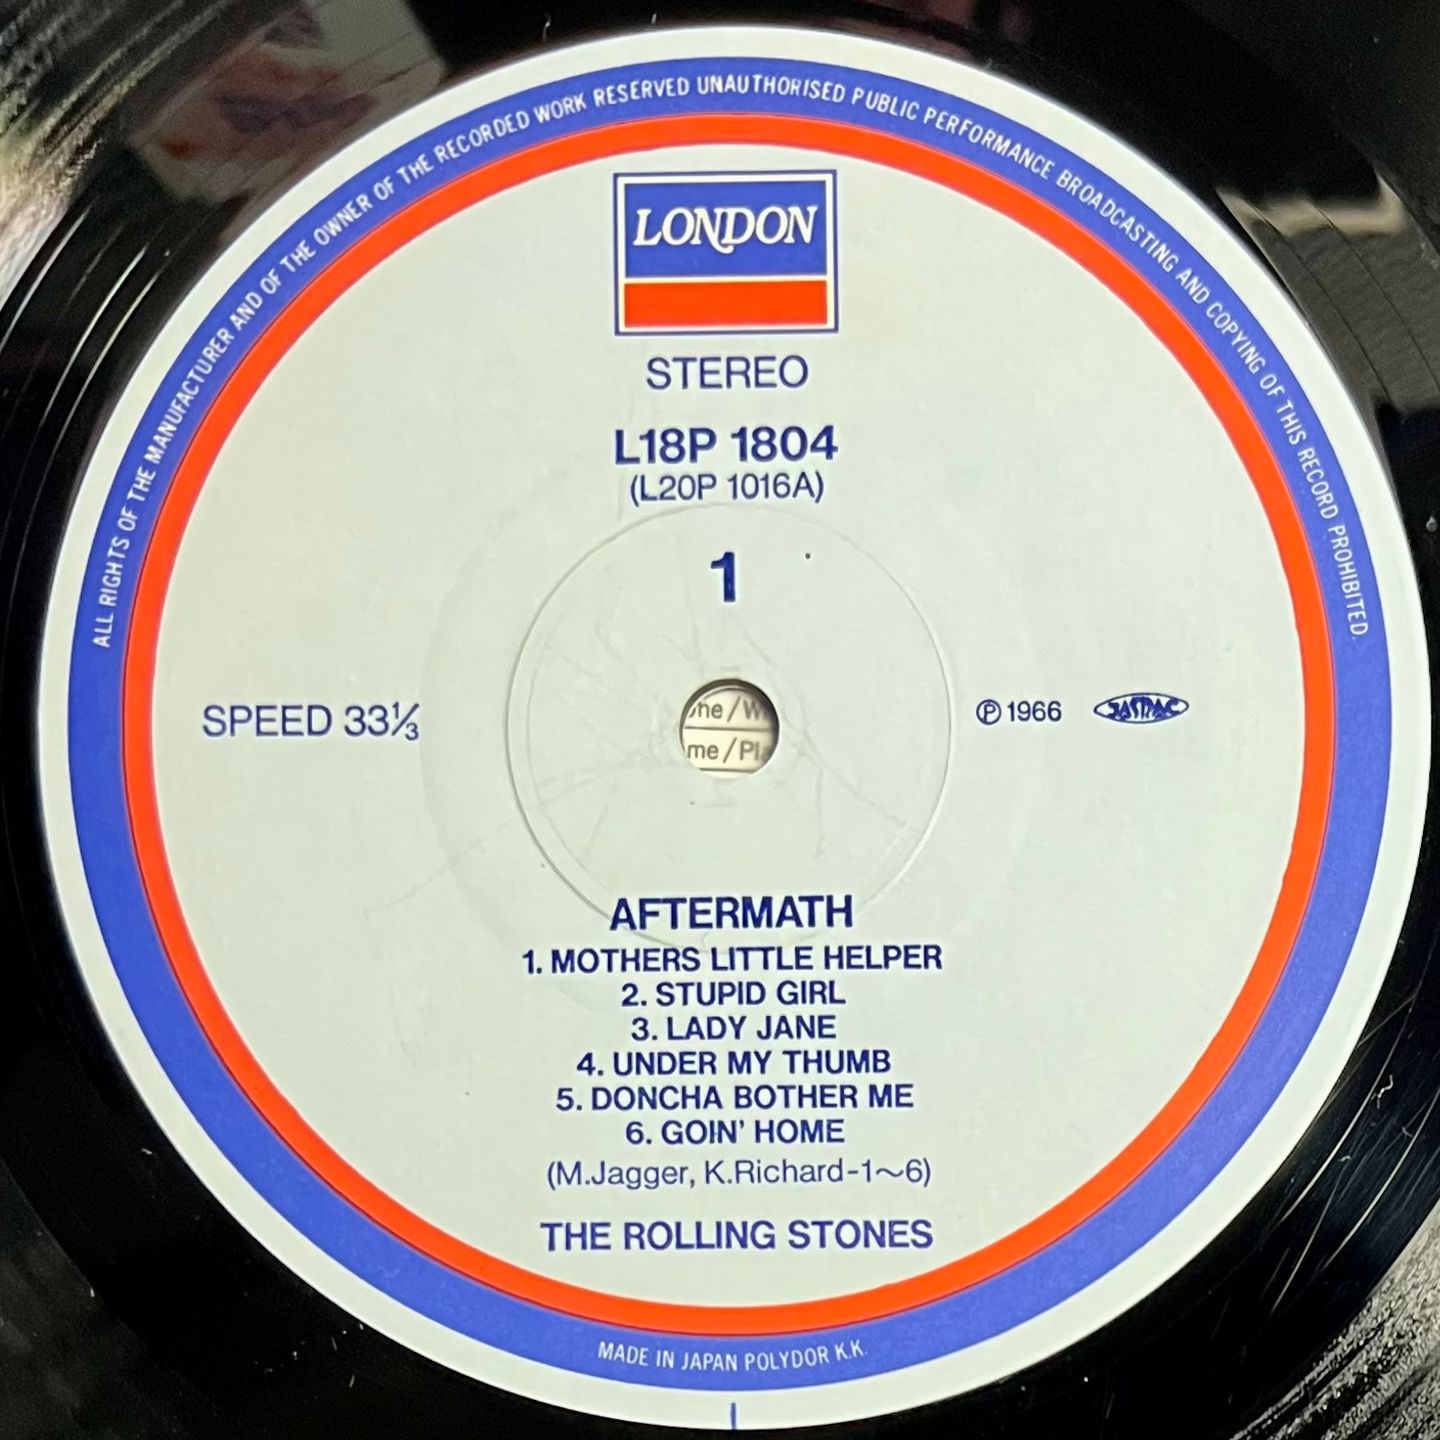 ALL RIGHTS OF THE MANUFACTURER AND OF THE OWNER OF THE RECORDED WORK RESERVED UNAUTHORISED PUBLIC PERFORMANCE BROADCASTING AND COPYING OF THIS RECORD PROHIBITED.
LONDON
STEREO
L18P 1804
(L20P 1016A)
1
SPEED 33⅓
℗ 1966 JASRAC
me/Pl
AFTERMATH
1. MOTHERS LITTLE HELPER
2. STUPID GIRL
3. LADY JANE
4. UNDER MY THUMB
5. DONCHA BOTHER ME
6. GOIN' HOME
(M.Jagger, K.Richard-1〜6)
THE ROLLING STONES
MADE IN JAPAN POLYDOR K.K.